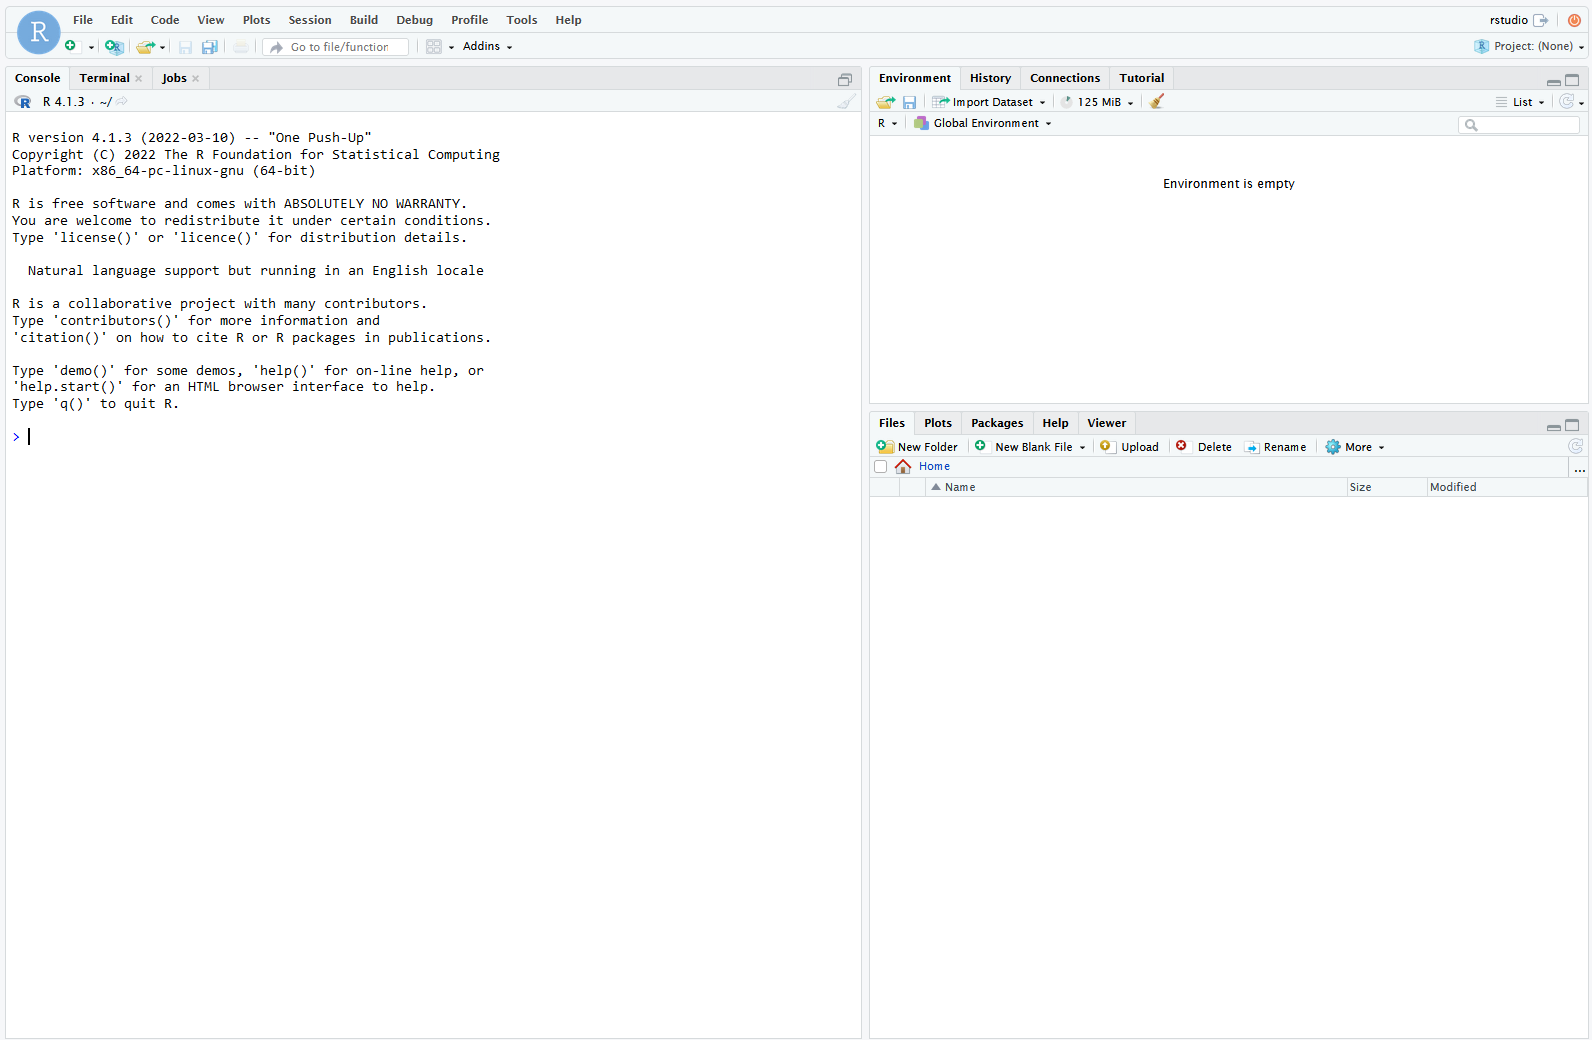 R File Edit Code View Plots Session Build Debug Profile Tools Help rstudio
Go to file/function Addins Project: (None)
Console Terminal Jobs
R 4.1.3 · ~/
R version 4.1.3 (2022-03-10) -- "One Push-Up"
Copyright (C) 2022 The R Foundation for Statistical Computing
Platform: x86_64-pc-linux-gnu (64-bit)
R is free software and comes with ABSOLUTELY NO WARRANTY.
You are welcome to redistribute it under certain conditions.
Type 'license()' or 'licence()' for distribution details.
Natural language support but running in an English locale
R is a collaborative project with many contributors.
Type 'contributors()' for more information and
'citation()' on how to cite R or R packages in publications.
Type 'demo()' for some demos, 'help()' for on-line help, or
'help.start()' for an HTML browser interface to help.
Type 'q()' to quit R.
>
Environment History Connections Tutorial
Import Dataset 125 MiB List
R Global Environment
Environment is empty
Files Plots Packages Help Viewer
New Folder New Blank File Upload Delete Rename More
Home ...
Name Size Modified